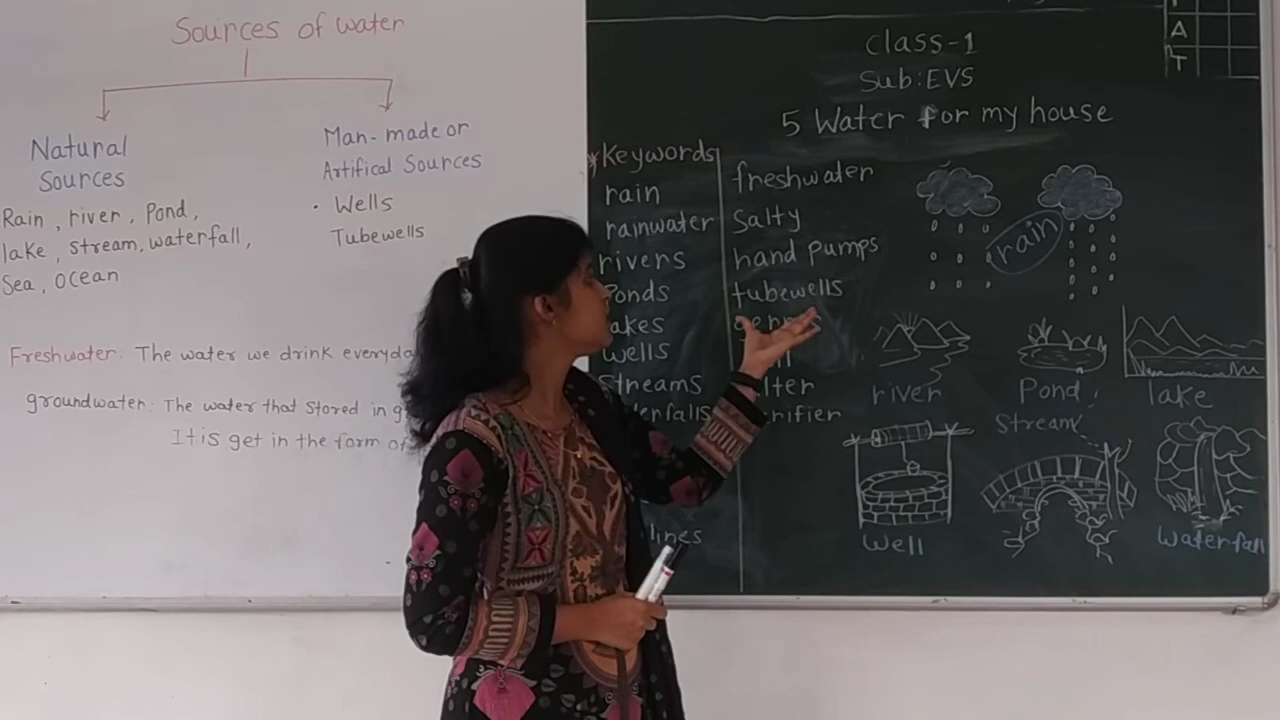 Sources of water
Natural
Sources
Rain, river, Pond,
lake, stream, waterfall,
Sea, ocean
Man-made or
Artifical Sources
• Wells
Tubewells
Freshwater: The water we drink everyda
groundwater: The water that stored in g
It is get in the form of
A
T
Class-1
Sub: EVS
5 Water for my house
*Keywords
rain
rainwater
rivers
Ponds
lakes
wells
Streams
lines
freshwater
Salty
hand pumps
tubewells
rain
river
Pond
lake
Stream
Well
Waterfall